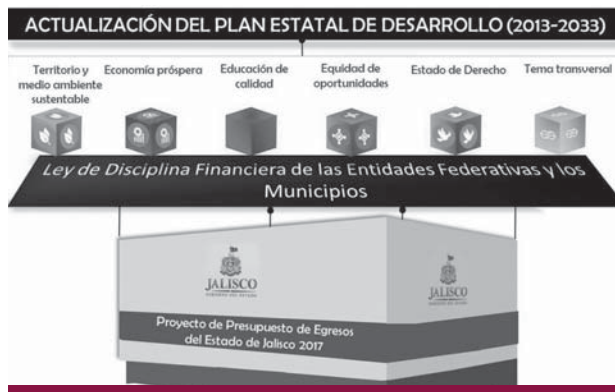 ACTUALIZACIÓN DEL PLAN ESTATAL DE DESARROLLO (2013-2033)
Territorio y
medio ambiente
sustentable
Economía próspera
Educación de
calidad
Equidad de
oportunidades
Estado de Derecho
Tema transversal
Ley de Disciplina Financiera de las Entidades Federativas y los
Municipios
JALISCO
JALISCO
Proyecto de Presupuesto de Egresos
del Estado de Jalisco 2017